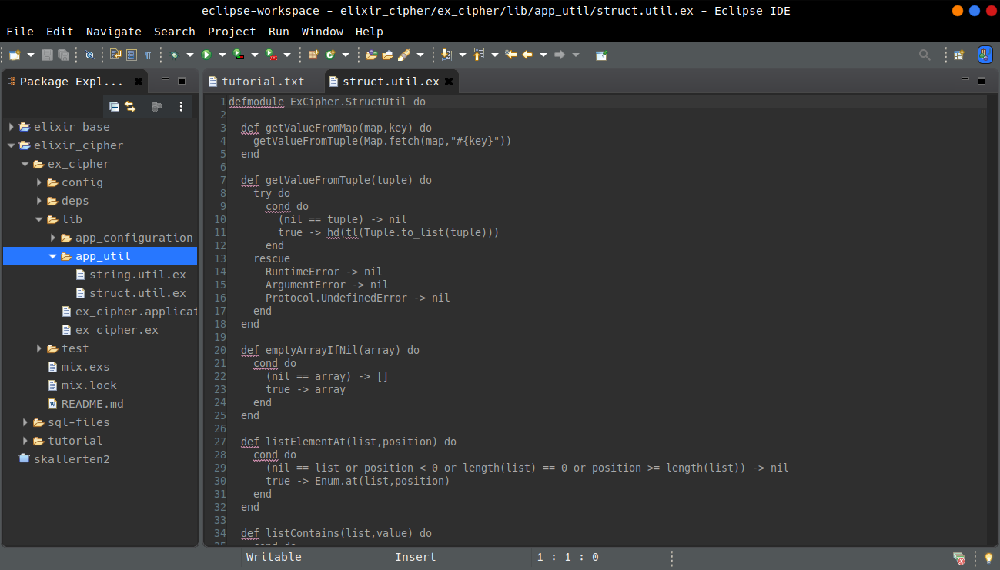 eclipse-workspace - elixir_cipher/ex_cipher/lib/app_util/struct.util.ex - Eclipse IDE
File Edit Navigate Search Project Run Window Help
Package Expl...
elixir_base
elixir_cipher
ex_cipher
config
deps
lib
app_configuration
app_util
string.util.ex
struct.util.ex
ex_cipher.applicat
ex_cipher.ex
test
mix.exs
mix.lock
README.md
sql-files
tutorial
skallerten2
tutorial.txt struct.util.ex
1 defmodule ExCipher.StructUtil do
2
3 def getValueFromMap(map,key) do
4 getValueFromTuple(Map.fetch(map,"#{key}"))
5 end
6
7 def getValueFromTuple(tuple) do
8 try do
9 cond do
10 (nil == tuple) -> nil
11 true -> hd(tl(Tuple.to_list(tuple)))
12 end
13 rescue
14 RuntimeError -> nil
15 ArgumentError -> nil
16 Protocol.UndefinedError -> nil
17 end
18 end
19
20 def emptyArrayIfNil(array) do
21 cond do
22 (nil == array) -> []
23 true -> array
24 end
25 end
26
27 def listElementAt(list,position) do
28 cond do
29 (nil == list or position < 0 or length(list) == 0 or position >= length(list)) -> nil
30 true -> Enum.at(list,position)
31 end
32 end
33
34 def listContains(list,value) do
35 cond do
Writable Insert 1 : 1 : 0